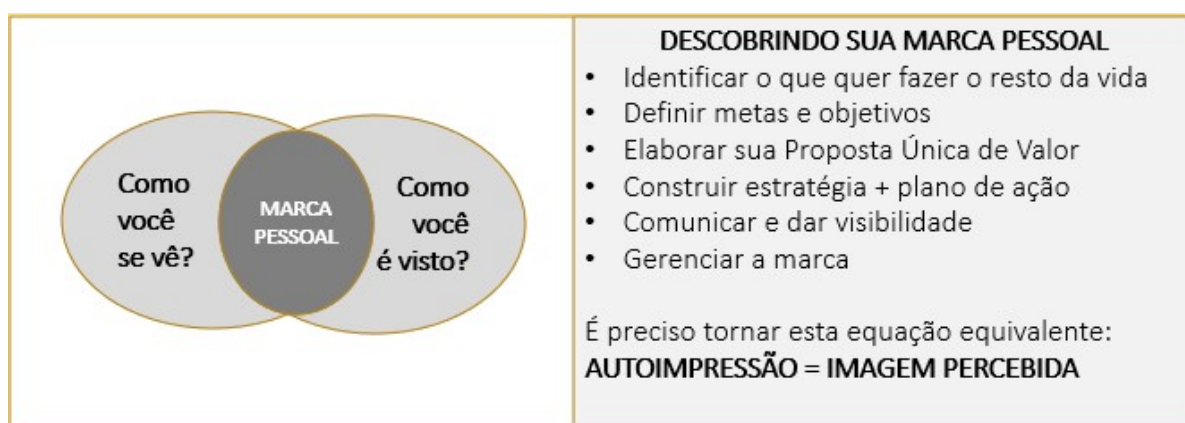 Como
você
se vê?
MARCA
PESSOAL
Como
você
é visto?
DESCOBRINDO SUA MARCA PESSOAL
• Identificar o que quer fazer o resto da vida
• Definir metas e objetivos
• Elaborar sua Proposta Única de Valor
• Construir estratégia + plano de ação
• Comunicar e dar visibilidade
• Gerenciar a marca
É preciso tornar esta equação equivalente:
AUTOIMPRESSÃO = IMAGEM PERCEBIDA